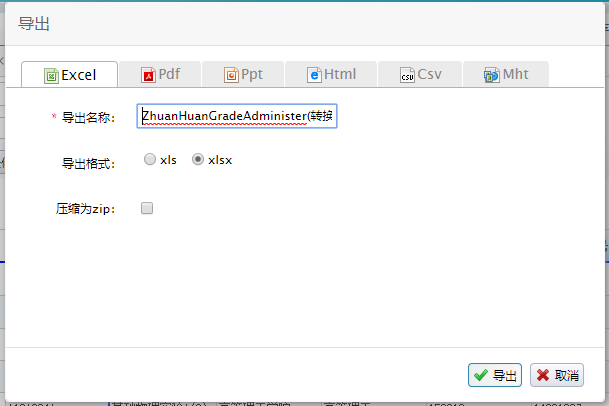 导出
Excel
Pdf
Ppt
Html
Csv
Mht
* 导出名称：
ZhuanHuanGradeAdminister(转换
导出格式：
xls
xlsx
压缩为zip：
导出
取消